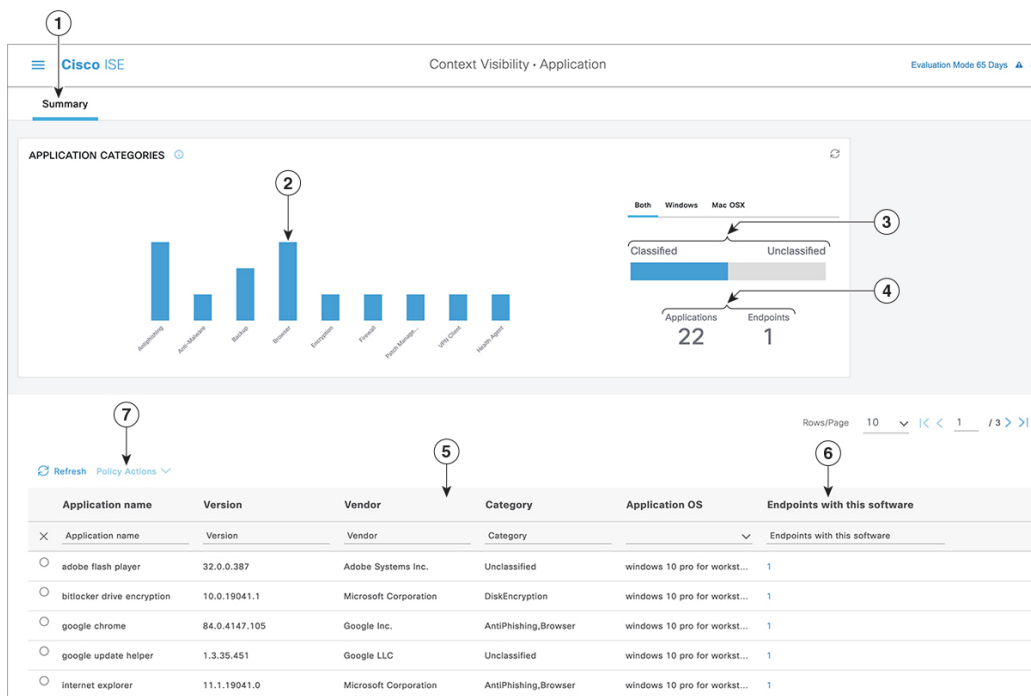 1
Cisco ISE
Context Visibility · Application
Evaluation Mode 65 Days
Summary
APPLICATION CATEGORIES
2
Both Windows Mac OSX
3
Classified Unclassified
4
Applications Endpoints
22 1
Antiphishing
Anti-Malware
Backup
Browser
Encryption
Firewall
Patch Manage...
VPN Client
Health Agent
Rows/Page 10 1 / 3
7
5
6
Refresh Policy Actions
Application name Version Vendor Category Application OS Endpoints with this software
Application name Version Vendor Category Endpoints with this software
adobe flash player 32.0.0.387 Adobe Systems Inc. Unclassified windows 10 pro for workst... 1
bitlocker drive encryption 10.0.19041.1 Microsoft Corporation DiskEncryption windows 10 pro for workst... 1
google chrome 84.0.4147.105 Google Inc. AntiPhishing,Browser windows 10 pro for workst... 1
google update helper 1.3.35.451 Google LLC Unclassified windows 10 pro for workst... 1
internet explorer 11.1.19041.0 Microsoft Corporation AntiPhishing,Browser windows 10 pro for workst... 1